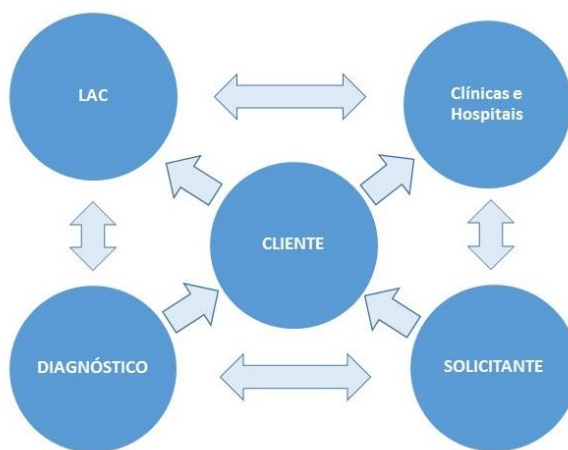 LAC
Clínicas e
Hospitais
CLIENTE
DIAGNÓSTICO
SOLICITANTE